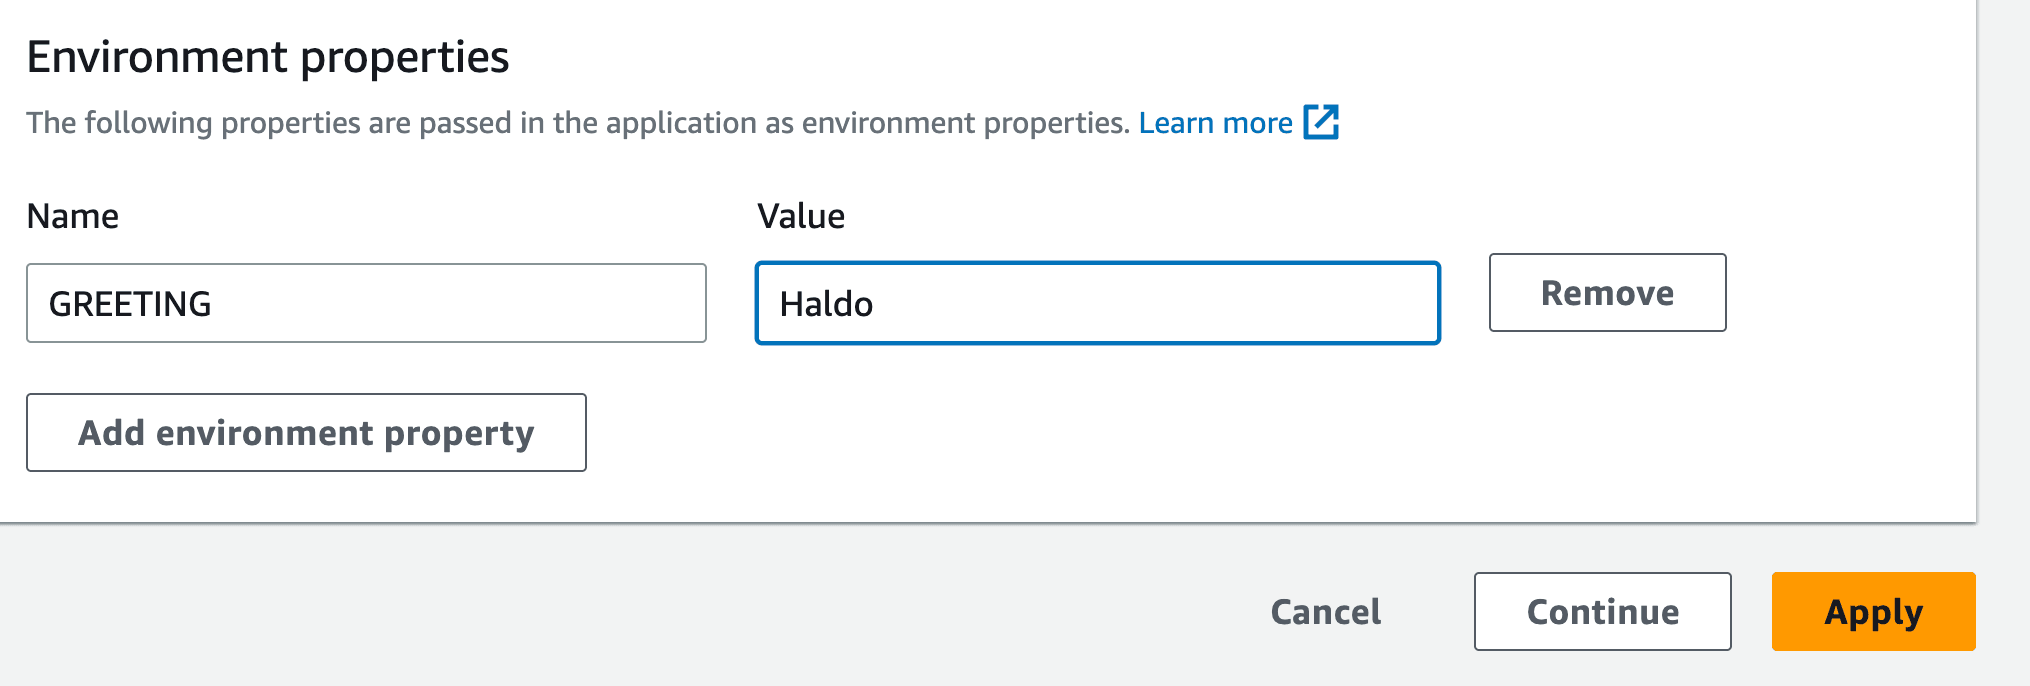 Environment properties
The following properties are passed in the application as environment properties. Learn more
Name Value
GREETING Haldo Remove
Add environment property
Cancel Continue Apply